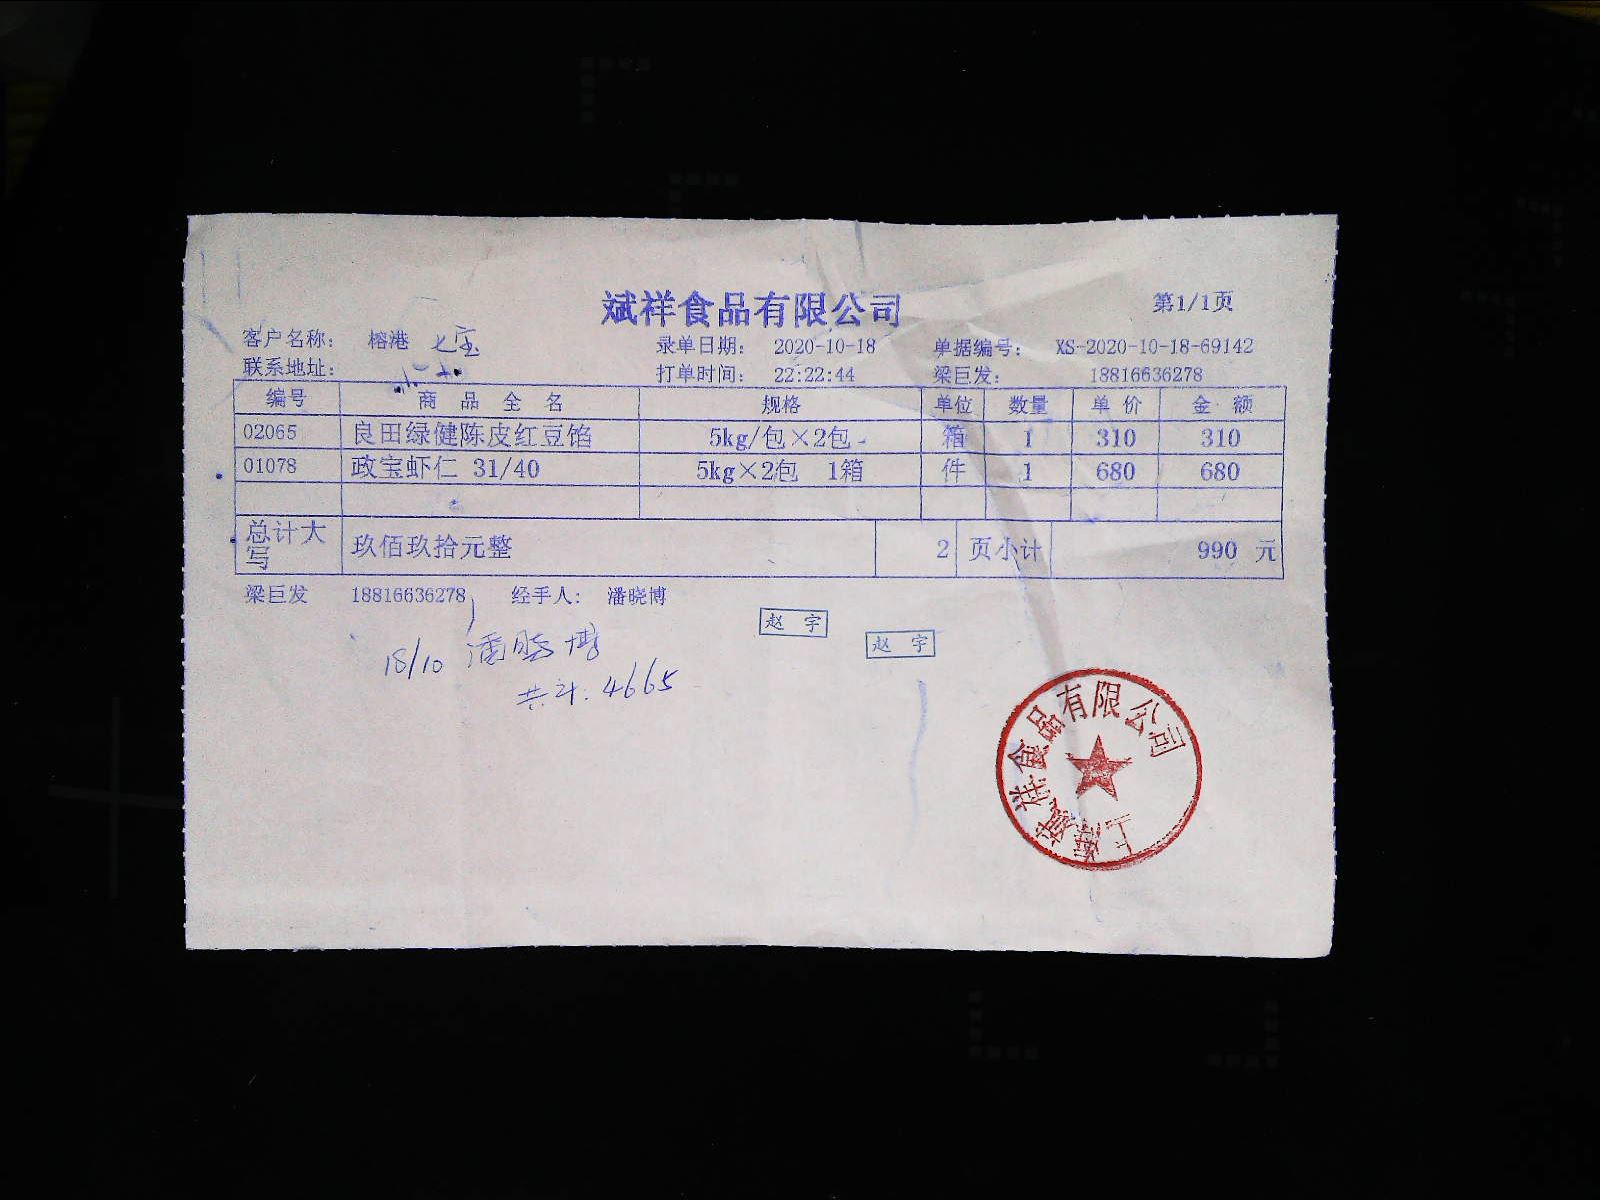 斌祥食品有限公司
第1/1页
客户名称: 榕港 七宝
录单日期: 2020-10-18 单据编号: XS-2020-10-18-69142
联系地址:
打单时间: 22:22:44 梁巨发: 18816636278
编号 商品全名 规格 单位 数量 单价 金额
02065 良田绿健陈皮红豆馅 5kg/包×2包 箱 1 310 310
01078 政宝虾仁 31/40 5kg×2包 1箱 件 1 680 680
总计大写 玖佰玖拾元整 2 页小计 990 元
梁巨发 18816636278 经手人: 潘晓博
赵宇
赵宇
18/10 潘晓博
共计: 4665
上海斌祥食品有限公司